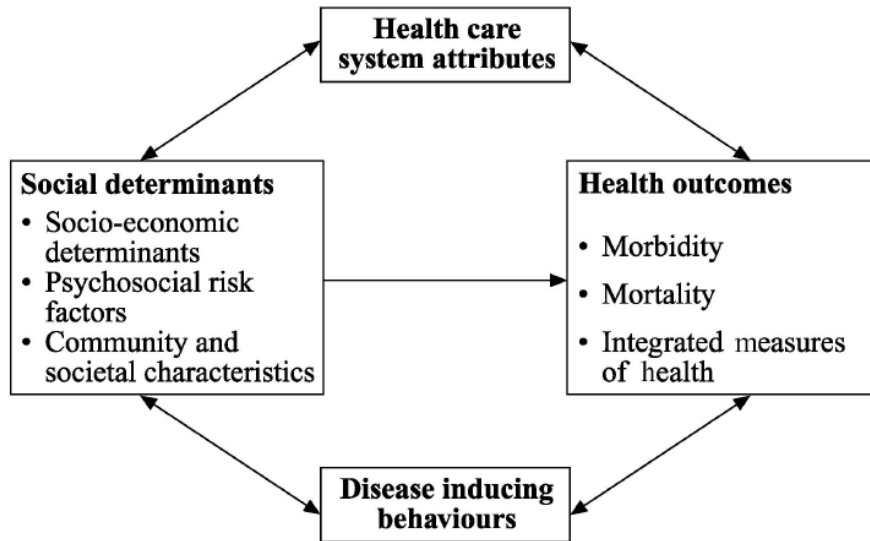 Health care
system attributes
Social determinants
• Socio-economic
determinants
• Psychosocial risk
factors
• Community and
societal characteristics
Health outcomes
• Morbidity
• Mortality
• Integrated measures
of health
Disease inducing
behaviours